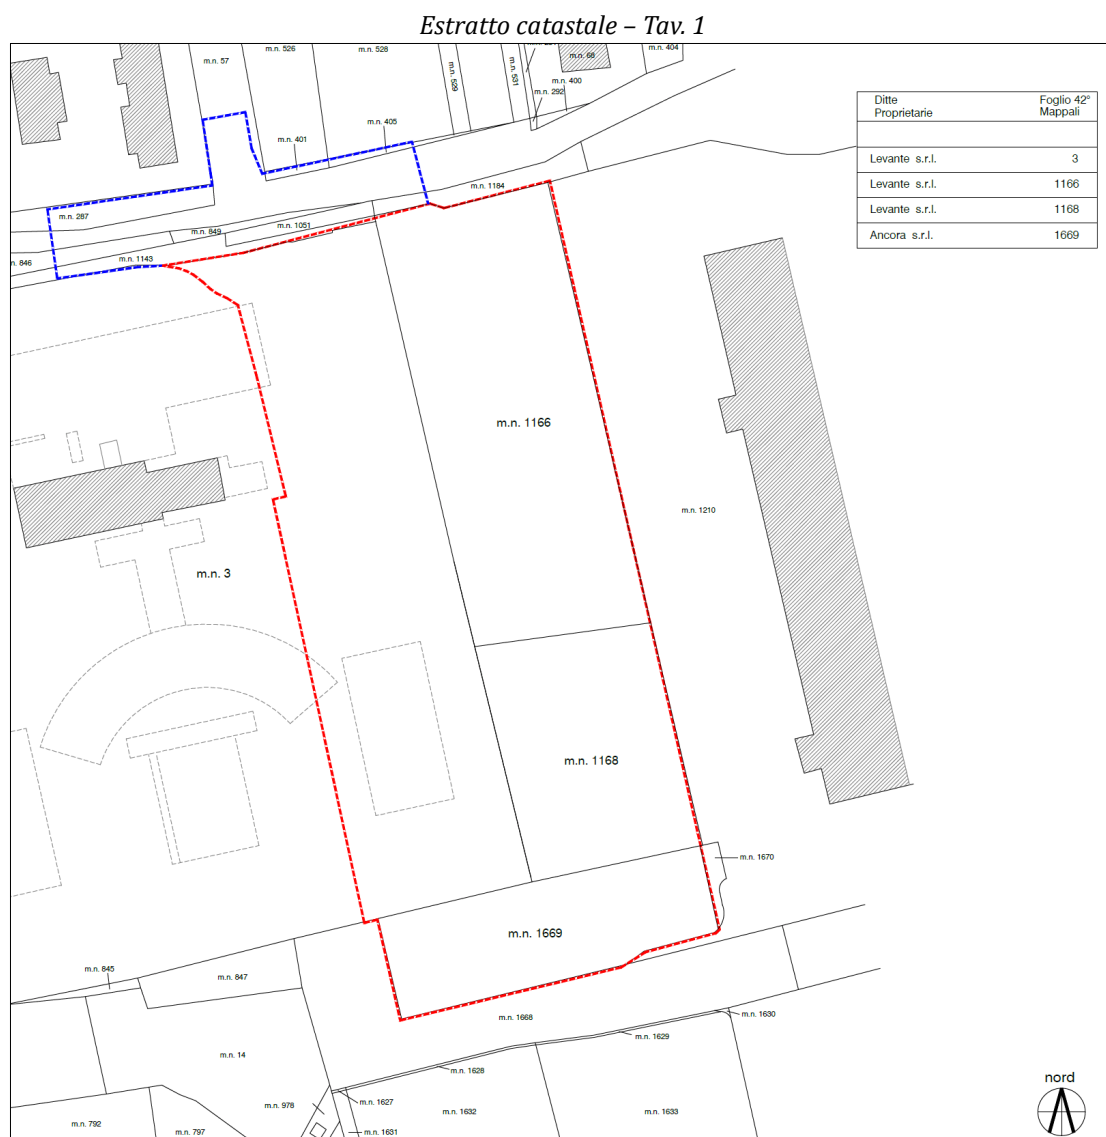 Estratto catastale – Tav. 1
m.n. 526
m.n. 528
m.n. 404
m.n. 57
m.n. 68
m.n. 529
m.n. 531
m.n. 400
m.n. 292
Ditte Foglio 42°
Proprietarie Mappali
Levante s.r.l. 3
Levante s.r.l. 1166
Levante s.r.l. 1168
Ancora s.r.l. 1669
m.n. 405
m.n. 401
m.n. 1184
m.n. 287
m.n. 1051
m.n. 849
m.n. 1143
n. 846
m.n. 1166
m.n. 1210
m.n. 3
m.n. 1168
m.n. 1670
m.n. 1669
m.n. 845
m.n. 847
m.n. 1668
m.n. 1630
m.n. 1629
m.n. 14
m.n. 1628
m.n. 978
m.n. 1627
m.n. 1632
m.n. 1633
m.n. 792
m.n. 797
m.n. 1631
nord